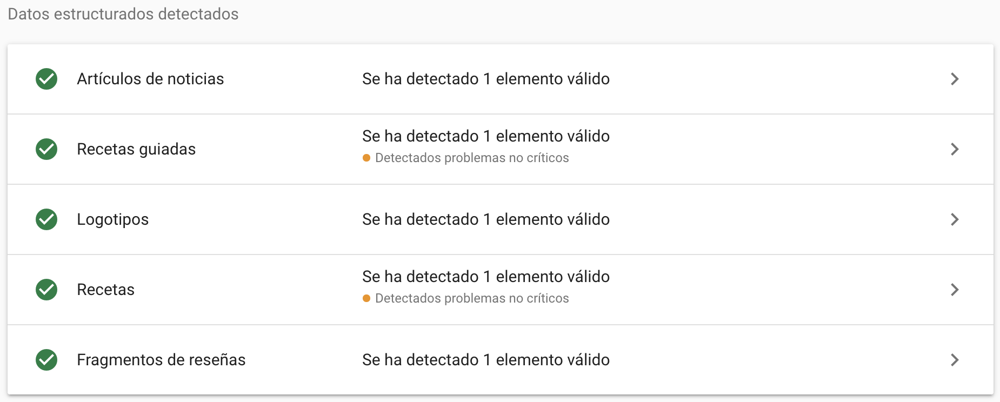 Datos estructurados detectados
Artículos de noticias
Se ha detectado 1 elemento válido
Recetas guiadas
Se ha detectado 1 elemento válido
Detectados problemas no críticos
Logotipos
Se ha detectado 1 elemento válido
Recetas
Se ha detectado 1 elemento válido
Detectados problemas no críticos
Fragmentos de reseñas
Se ha detectado 1 elemento válido